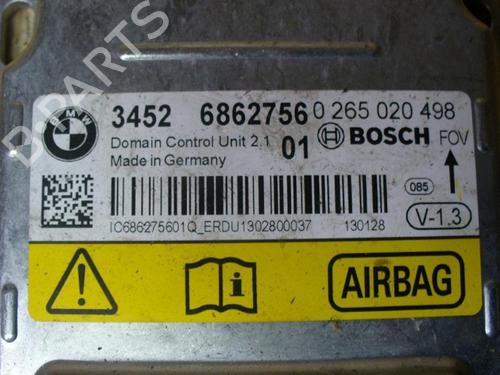 B-PARTS
BMW
3452 6862756 0 265 020 498
Domain Control Unit 2.1 01 BOSCH FOV
Made in Germany
085
IC686275601Q_ERDU1302800037 130128 V-1.3
i AIRBAG